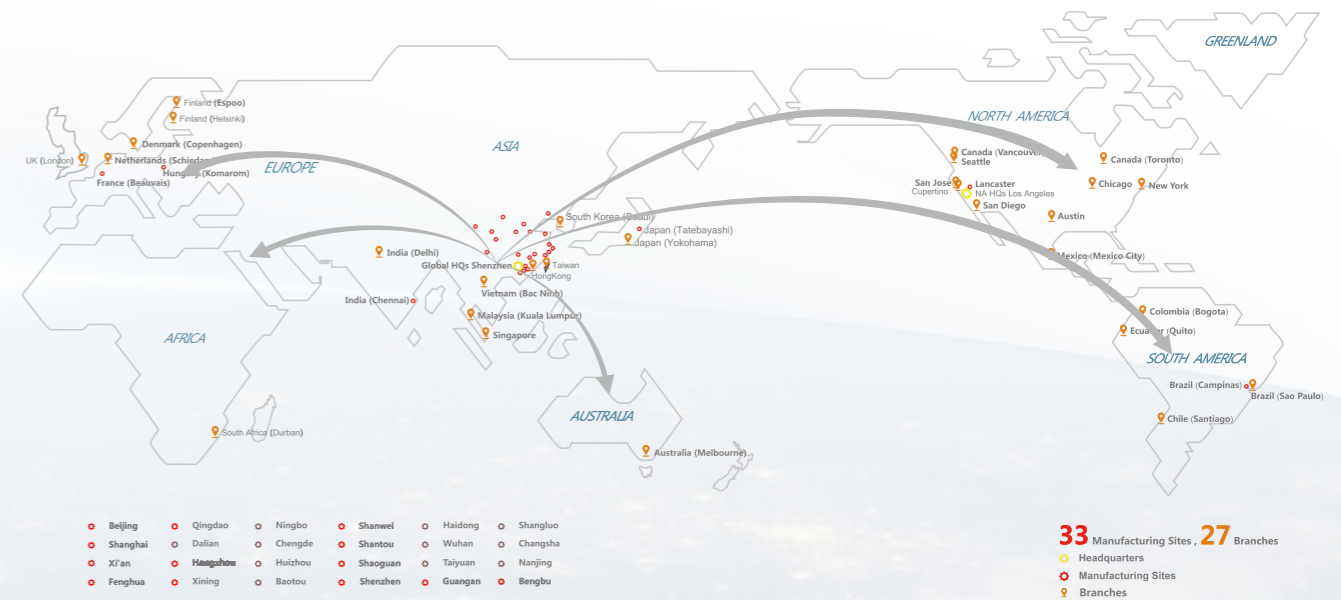 GREENLAND
Finland (Espoo)
Finland (Helsinki)
NORTH AMERICA
Denmark (Copenhagen)
ASIA
UK (London)
Netherlands (Schiedam
Hungary (Komarom)
France (Beauvais)
EUROPE
Canada (Vancouver
Seattle
Canada (Toronto)
San Jose
Cupertino
Lancaster
NA HQs Los Angeles
Chicago
New York
San Diego
Austin
South Korea (Seoul)
Japan (Tatebayashi)
Japan (Yokohama)
India (Delhi)
Global HQs Shenzhen
Taiwan
HongKong
Mexico (Mexico City)
Vietnam (Bac Ninh)
India (Chennai)
Malaysia (Kuala Lumpur)
Singapore
Colombia (Bogota)
Ecuador (Quito)
AFRICA
SOUTH AMERICA
Brazil (Campinas)
Brazil (Sao Paulo)
AUSTRALIA
Chile (Santiago)
South Africa (Durban)
Australia (Melbourne)
Beijing Qingdao Ningbo Shanwei Haidong Shangluo
Shanghai Dalian Chengde Shantou Wuhan Changsha
Xi'an Huizhou Shaoguan Taiyuan Nanjing
Fenghua Xining Baotou Shenzhen Guangan Bengbu
33 Manufacturing Sites , 27 Branches
Headquarters
Manufacturing Sites
Branches